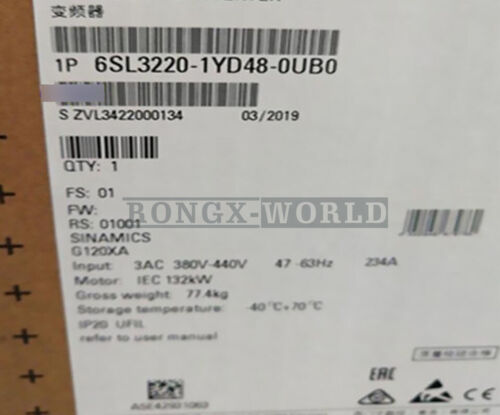 变频器
1P 6SL3220-1YD48-0UB0
S ZVL3422000134 03/2019
QTY: 1
FS: 01
FW:
RONGX-WORLD
RS: 01001
SINAMICS
G120XA
Input: 3AC 380V-440V 47-63Hz 234A
Motor: IEC 132kW
Gross weight: 77.4kg
Storage temperature: -40°C+70°C
IP20 UFIL
refer to user manual
EAC
CE